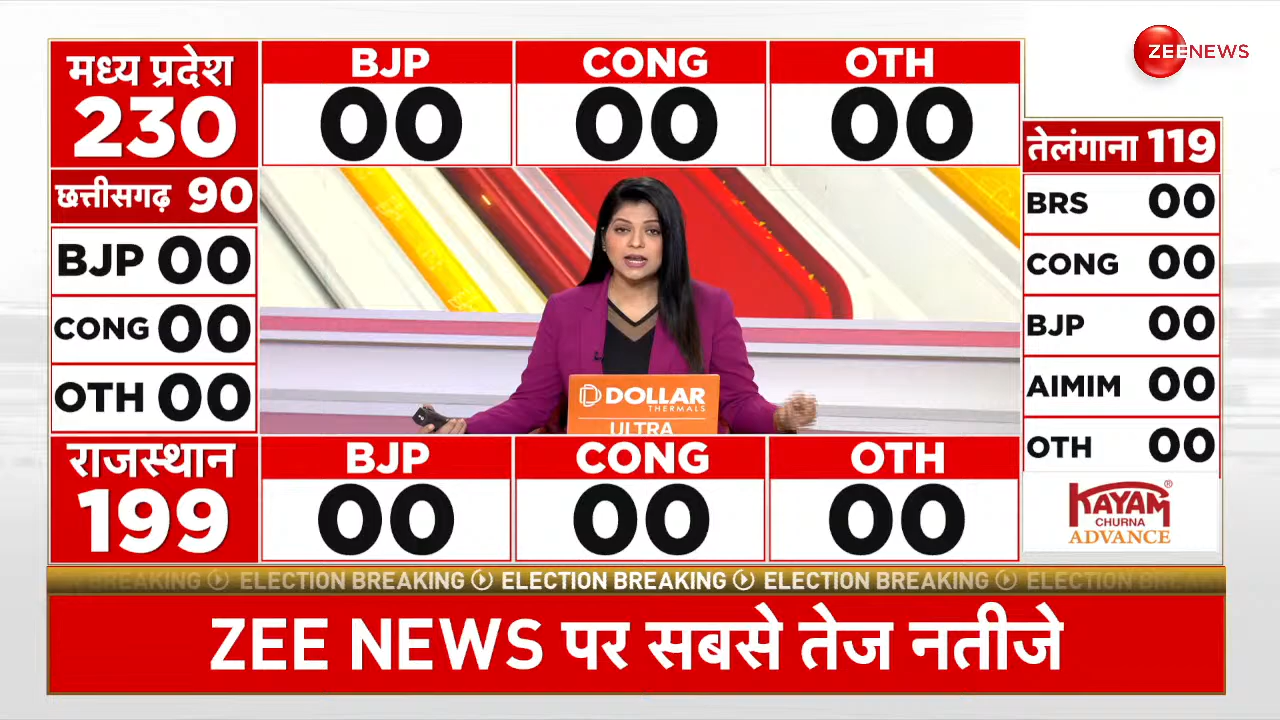 ZEENEWS
मध्य प्रदेश
230
BJP
00
CONG
00
OTH
00
छत्तीसगढ़ 90
BJP 00
CONG 00
OTH 00
तेलंगाना 119
BRS 00
CONG 00
BJP 00
AIMIM 00
OTH 00
DOLLAR
THERMALS
ULTRA
राजस्थान
199
BJP
00
CONG
00
OTH
00
KAYAM®
CHURNA
ADVANCE
BREAKING ELECTION BREAKING ELECTION BREAKING ELECTION BREAKING ELECTION
ZEE NEWS पर सबसे तेज नतीजे